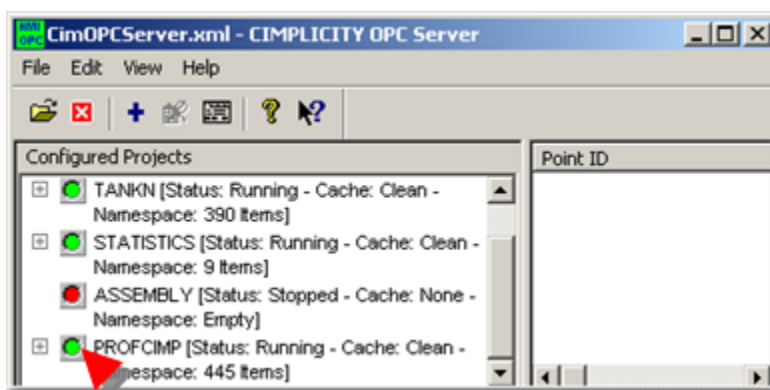 HMI
OPC
CimOPCServer.xml - CIMPLICITY OPC Server
File Edit View Help
Configured Projects
Point ID
TANKN [Status: Running - Cache: Clean -
Namespace: 390 Items]
STATISTICS [Status: Running - Cache: Clean -
Namespace: 9 Items]
ASSEMBLY [Status: Stopped - Cache: None -
Namespace: Empty]
PROFCIMP [Status: Running - Cache: Clean -
445 Items]